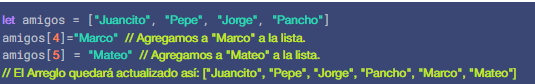 let amigos = ["Juancito", "Pepe", "Jorge", "Pancho"]
amigos[4]="Marco" // Agregamos a "Marco" a la lista.
amigos[5] = "Mateo" // Agregamos a "Mateo" a la lista.
// El Arreglo quedará actualizado así: ["Juancito", "Pepe", "Jorge", "Pancho", "Marco", "Mateo"]